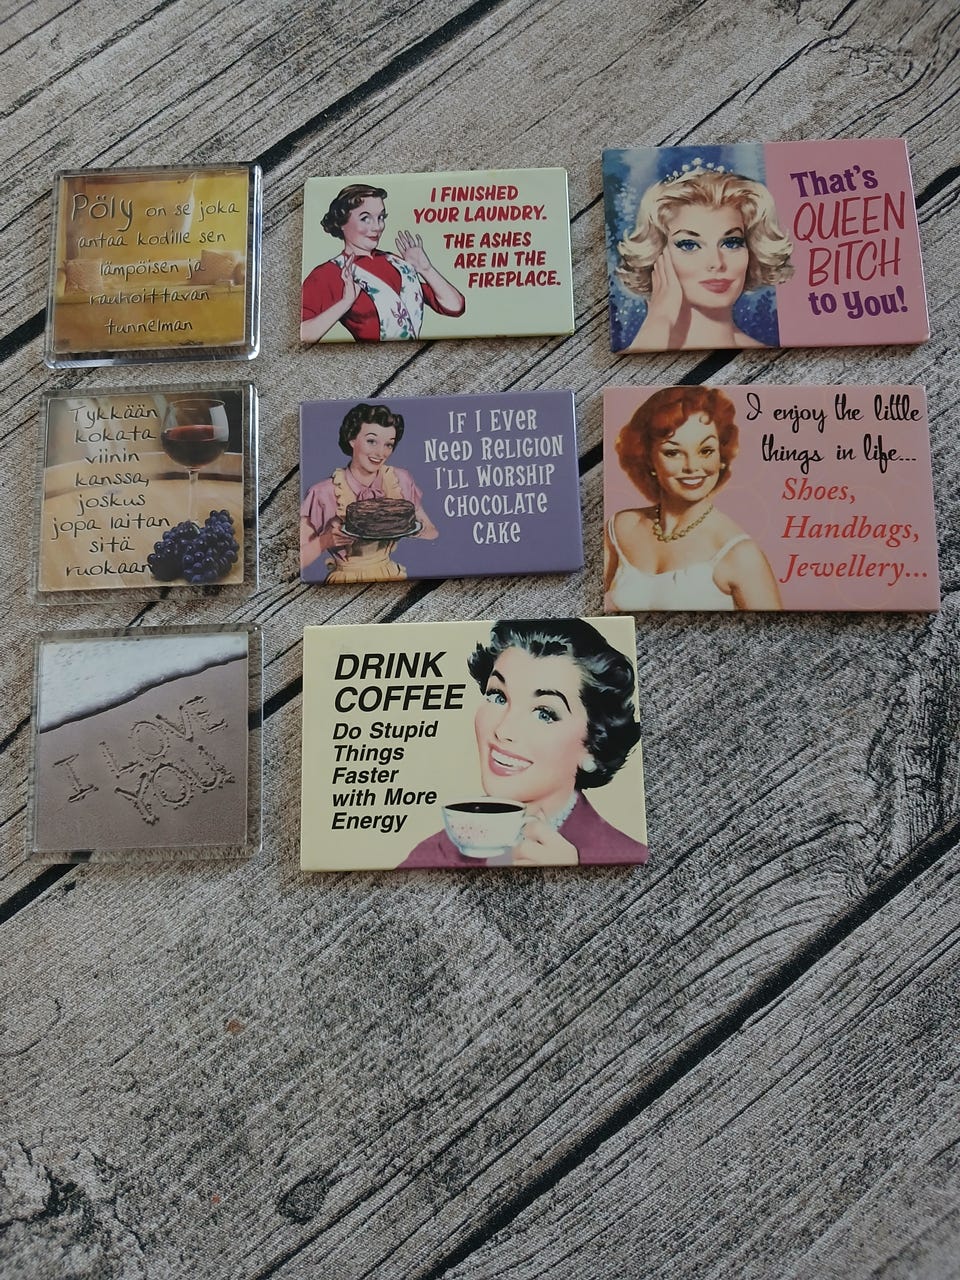 Pöly on se joka
antaa kodille sen
lämpöisen ja
rauhoittavan
tunnelman
I FINISHED
YOUR LAUNDRY.
THE ASHES
ARE IN THE
FIREPLACE.
That's
QUEEN
BITCH
to you!
Tykkään
kokata
viinin
kanssa,
joskus
jopa laitan
sitä
ruokaan
IF I EVER
NEED RELIGION
I'LL WORSHIP
CHOCOLATE
CAKE
I enjoy the little
things in life...
Shoes,
Handbags,
Jewellery...
I LOVE
YOU!
DRINK
COFFEE
Do Stupid
Things
Faster
with More
Energy